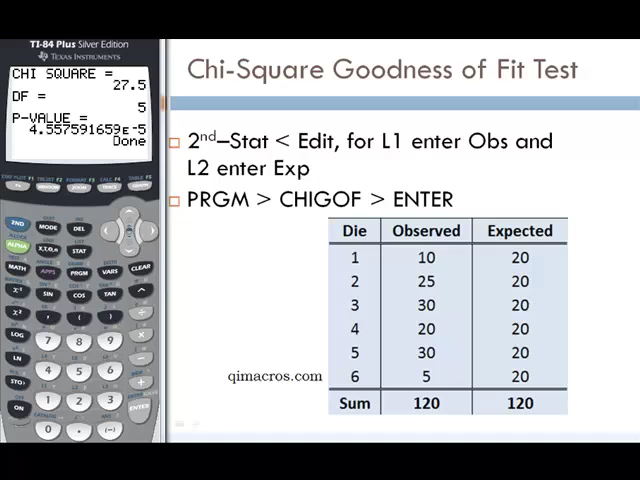 TI-84 Plus Silver Edition
TEXAS INSTRUMENTS
CHI SQUARE =
27.5
DF =
5
P-VALUE =
4.557591659E-5
Done
Chi-Square Goodness of Fit Test
2nd–Stat < Edit, for L1 enter Obs and
L2 enter Exp
PRGM > CHIGOF > ENTER
Die Observed Expected
1 10 20
2 25 20
3 30 20
4 20 20
5 30 20
6 5 20
Sum 120 120
qimacros.com
2ND MODE DEL
ALPHA X,T,θ,n STAT
MATH APPS PRGM VARS CLEAR
SIN COS TAN ^
LOG 7 8 9
LN 4 5 6
STO› 1 2 3
ON 0 . (-) ENTER